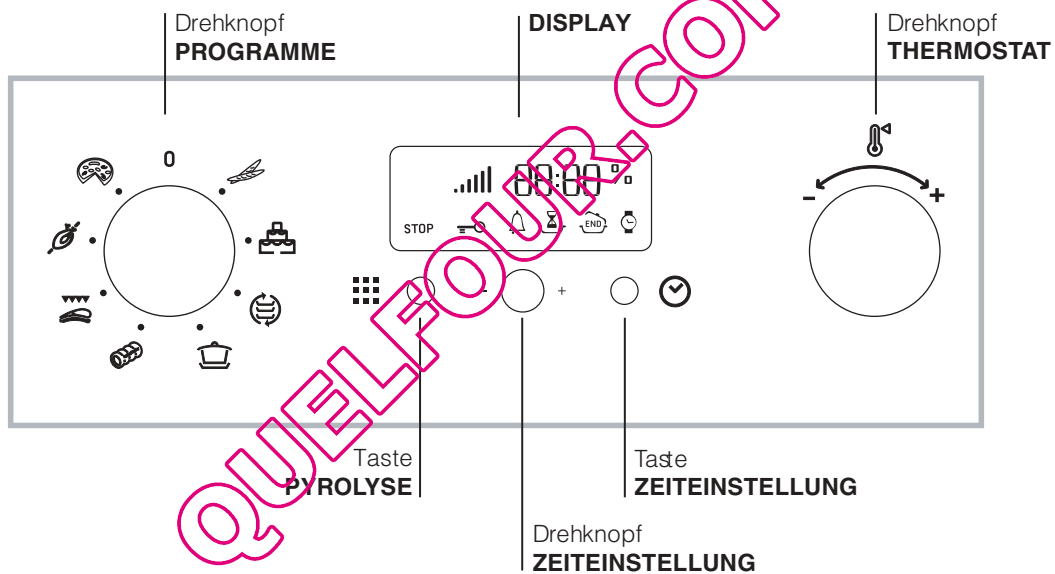 Drehknopf
PROGRAMME
DISPLAY
Drehknopf
THERMOSTAT
0
88:88
STOP
END
-
+
-
+
Taste
PYROLYSE
Taste
ZEITEINSTELLUNG
Drehknopf
ZEITEINSTELLUNG
QUELFOUR.COM